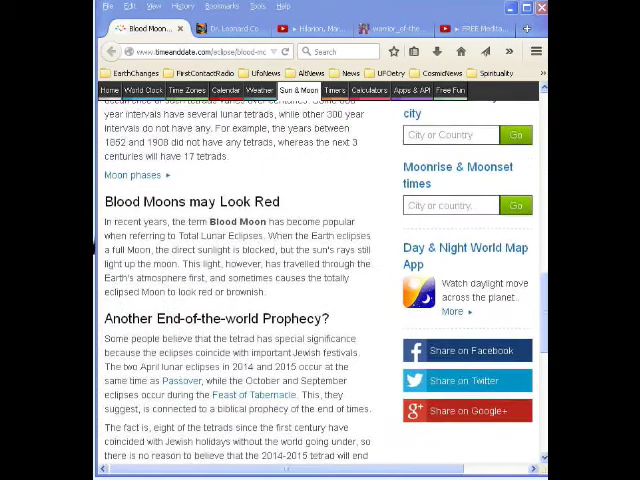 File Edit View History Bookmarks Tools Help
Blood Moon...
Dr. Leonard Co
Hilarion, Mar...
warrior_of_the...
FREE Medita...
www.timeanddate.com/eclipse/blood-mc
Search
EarthChanges FirstContactRadio UfoNews AltNews News UFOetry CosmicNews Spirituality
Home World Clock Time Zones Calendar Weather Sun & Moon Timers Calculators Apps & API Free Fun
year intervals have several lunar tetrads, while other 300 year
intervals do not have any. For example, the years between
1852 and 1908 did not have any tetrads, whereas the next 3
centuries will have 17 tetrads.
Moon phases
Blood Moons may Look Red
In recent years, the term Blood Moon has become popular
when referring to Total Lunar Eclipses. When the Earth eclipses
a full Moon, the direct sunlight is blocked, but the sun's rays still
light up the moon. This light, however, has travelled through the
Earth's atmosphere first, and sometimes causes the totally
eclipsed Moon to look red or brownish.
Another End-of-the-world Prophecy?
Some people believe that the tetrad has special significance
because the eclipses coincide with important Jewish festivals.
The two April lunar eclipses in 2014 and 2015 occur at the
same time as Passover, while the October and September
eclipses occur during the Feast of Tabernacle. This, they
suggest, is connected to a biblical prophecy of the end of times.
The fact is, eight of the tetrads since the first century have
coincided with Jewish holidays without the world going under, so
there is no reason to believe that the 2014-2015 tetrad will end
city
City or Country
Go
Moonrise & Moonset
times
City or country.
Go
Day & Night World Map
App
Watch daylight move
across the planet..
More
Share on Facebook
Share on Twitter
Share on Google+